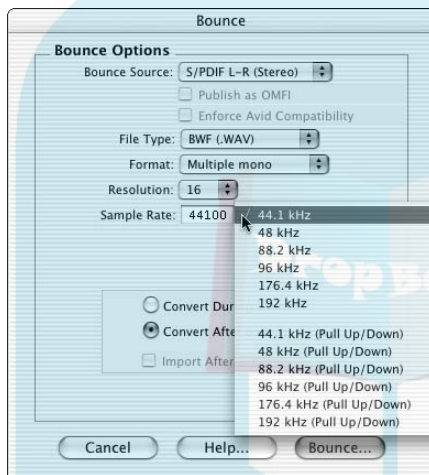 Bounce
Bounce Options
Bounce Source: S/PDIF L-R (Stereo)
Publish as OMFI
Enforce Avid Compatibility
File Type: BWF (.WAV)
Format: Multiple mono
Resolution: 16
Sample Rate: 44100 √ 44.1 kHz
48 kHz
88.2 kHz
96 kHz
176.4 kHz
192 kHz
44.1 kHz (Pull Up/Down)
48 kHz (Pull Up/Down)
88.2 kHz (Pull Up/Down)
96 kHz (Pull Up/Down)
176.4 kHz (Pull Up/Down)
192 kHz (Pull Up/Down)
Convert Dur
Convert Afte
Import After
Cancel Help... Bounce...